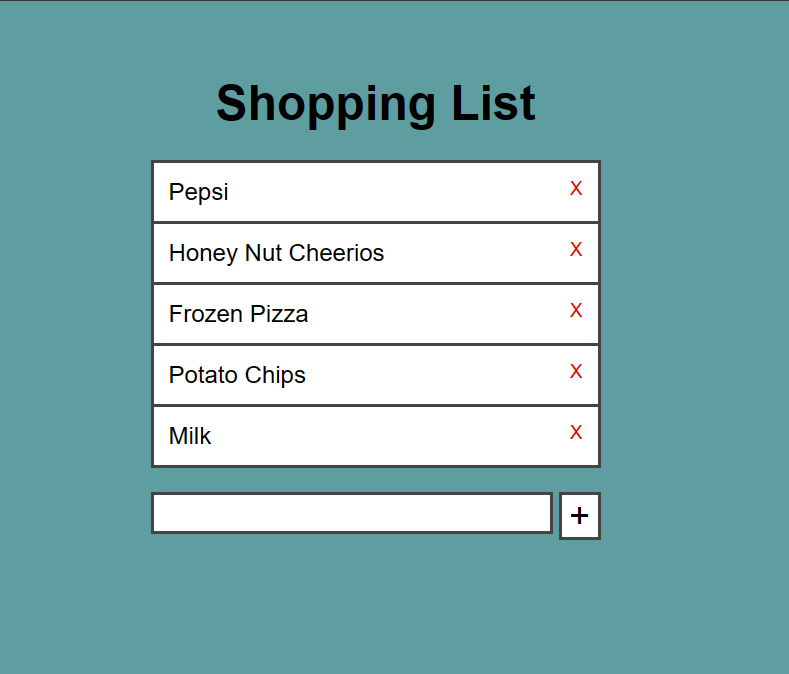 Shopping List
Pepsi X
Honey Nut Cheerios X
Frozen Pizza X
Potato Chips X
Milk X
+